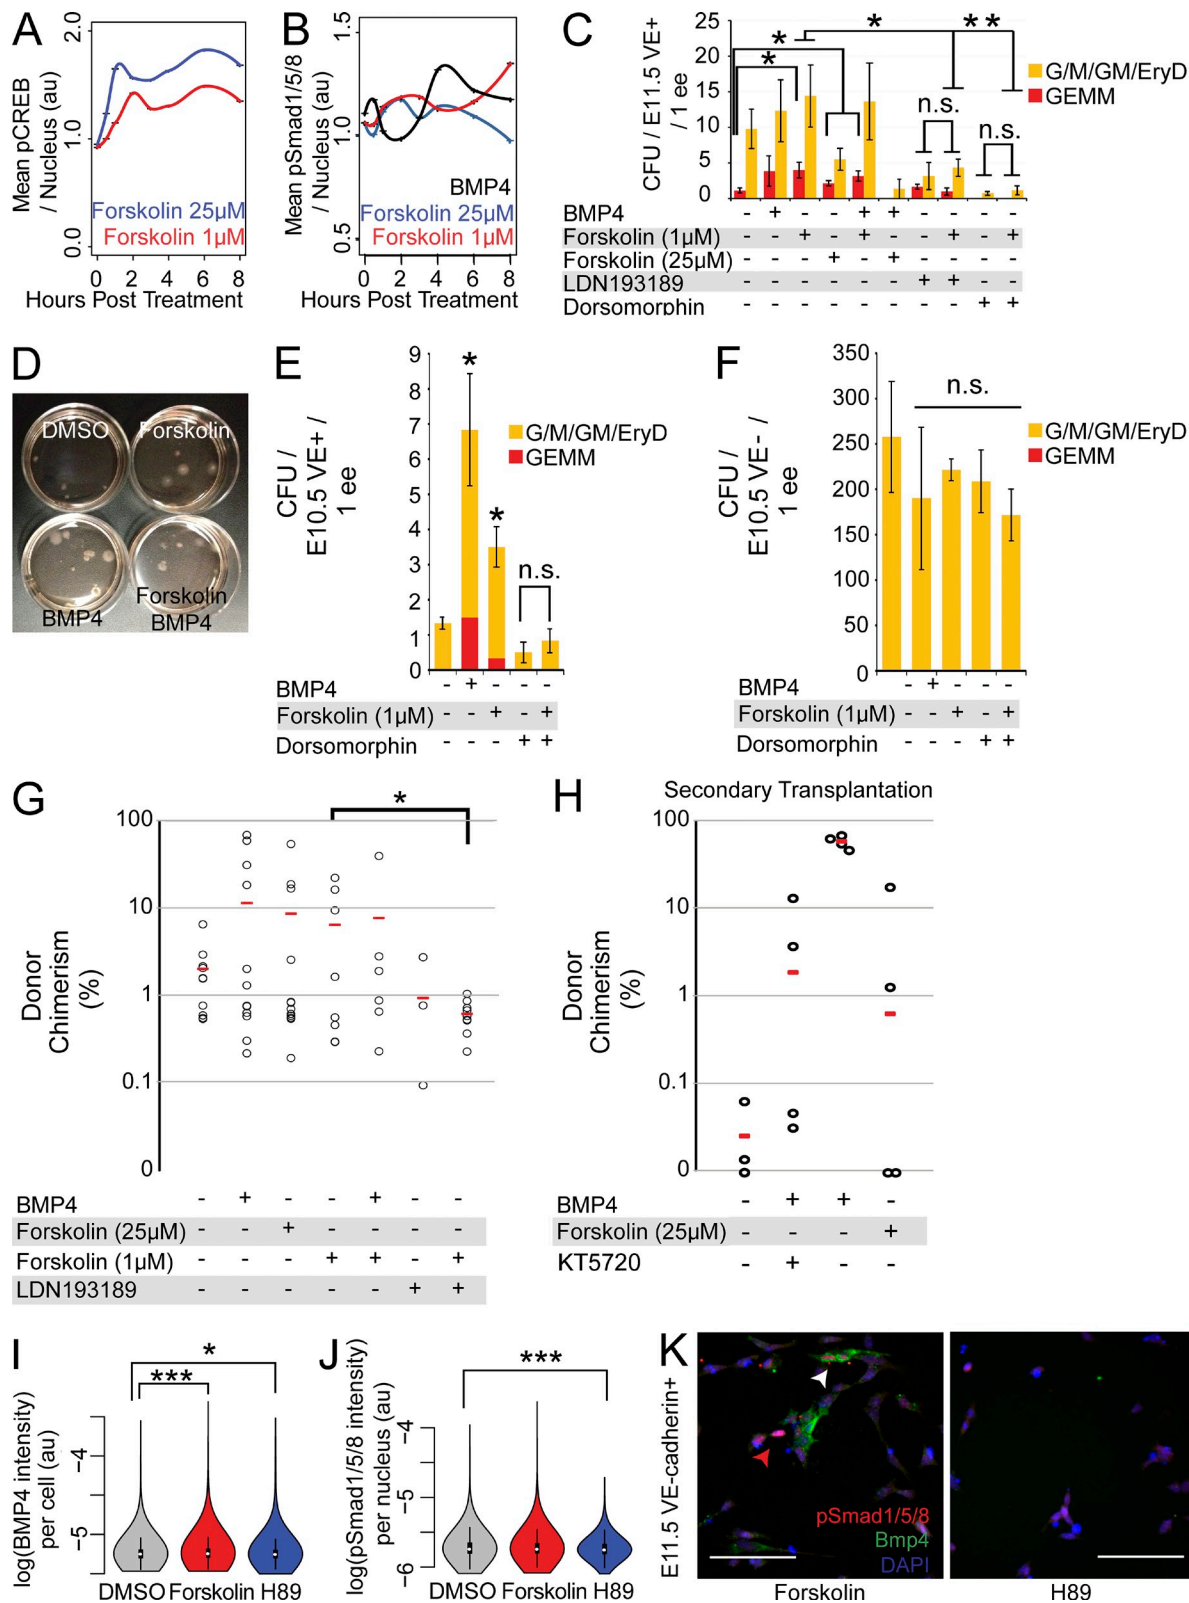 A
Mean pCREB
/ Nucleus (au)
2.0
1.0
0.0
Forskolin 25µM
Forskolin 1µM
0 2 4 6 8
Hours Post Treatment
B
Mean pSmad1/5/8
/ Nucleus (au)
1.5
1.0
0.5
BMP4
Forskolin 25µM
Forskolin 1µM
0 2 4 6 8
Hours Post Treatment
C
CFU / E11.5 VE+
/ 1 ee
25
20
15
10
5
0
* * * **
n.s.
n.s.
G/M/GM/EryD
GEMM
BMP4 - + - - + + - - - -
Forskolin (1µM) - - + - + - - + - +
Forskolin (25µM) - - - + - + - - - -
LDN193189 - - - - - - + + - -
Dorsomorphin - - - - - - - - + +
D
DMSO
Forskolin
BMP4
Forskolin
BMP4
E
CFU /
E10.5 VE+ /
1 ee
9
8
7
6
5
4
3
2
1
0
*
*
n.s.
G/M/GM/EryD
GEMM
BMP4 - + - - -
Forskolin (1µM) - - + - +
Dorsomorphin - - - + +
F
CFU /
E10.5 VE- /
1 ee
350
300
250
200
150
100
50
0
n.s.
G/M/GM/EryD
GEMM
BMP4 - + - - -
Forskolin (1µM) - - + - +
Dorsomorphin - - - + +
G
Donor
Chimerism
(%)
100
10
1
0.1
0
*
BMP4 - + - - + - -
Forskolin (25µM) - - + - - - -
Forskolin (1µM) - - - + + - +
LDN193189 - - - - - + +
H
Secondary Transplantation
Donor
Chimerism
(%)
100
10
1
0.1
0
BMP4 - + + -
Forskolin (25µM) - - - +
KT5720 - + - -
I
log(BMP4 intensity)
per cell (au)
-4
-5
*
***
DMSO Forskolin H89
J
log(pSmad1/5/8 intensity)
per nucleus (au)
-4
-5
-6
***
DMSO Forskolin H89
K
E11.5 VE-cadherin+
pSmad1/5/8
Bmp4
DAPI
Forskolin
H89